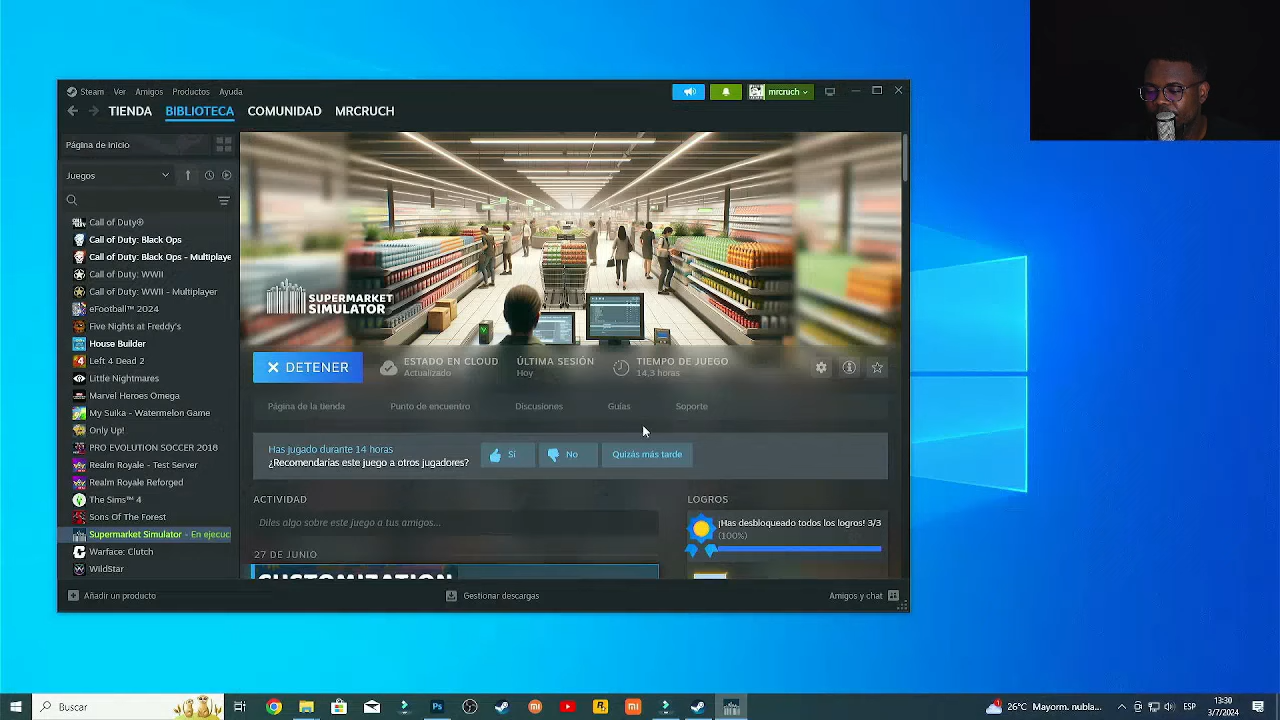 Steam Ver Amigos Productos Ayuda
mrcruch
TIENDA BIBLIOTECA COMUNIDAD MRCRUCH
Página de inicio
Juegos
Call of Duty®
Call of Duty: Black Ops
Call of Duty: Black Ops - Multiplaye
Call of Duty: WWII
Call of Duty: WWII - Multiplayer
eFootball™ 2024
Five Nights at Freddy's
House Builder
Left 4 Dead 2
Little Nightmares
Marvel Heroes Omega
My Suika - Watermelon Game
Only Up!
PRO EVOLUTION SOCCER 2018
Realm Royale - Test Server
Realm Royale Reforged
The Sims™ 4
Sons Of The Forest
Supermarket Simulator - En ejecuc
Warface: Clutch
WildStar
SUPERMARKET
SIMULATOR
DETENER
ESTADO EN CLOUD
Actualizado
ÚLTIMA SESIÓN
Hoy
TIEMPO DE JUEGO
14,3 horas
Página de la tienda Punto de encuentro Discusiones Guías Soporte
Has jugado durante 14 horas
¿Recomendarías este juego a otros jugadores?
Sí No Quizás más tarde
ACTIVIDAD
Diles algo sobre este juego a tus amigos...
27 DE JUNIO
CUSTOMIZATION
LOGROS
¡Has desbloqueado todos los logros! 3/3
(100%)
Añadir un producto Gestionar descargas Amigos y chat
Buscar
Ps
26°C Mayorm. nubla...
ESP
13:30
3/7/2024